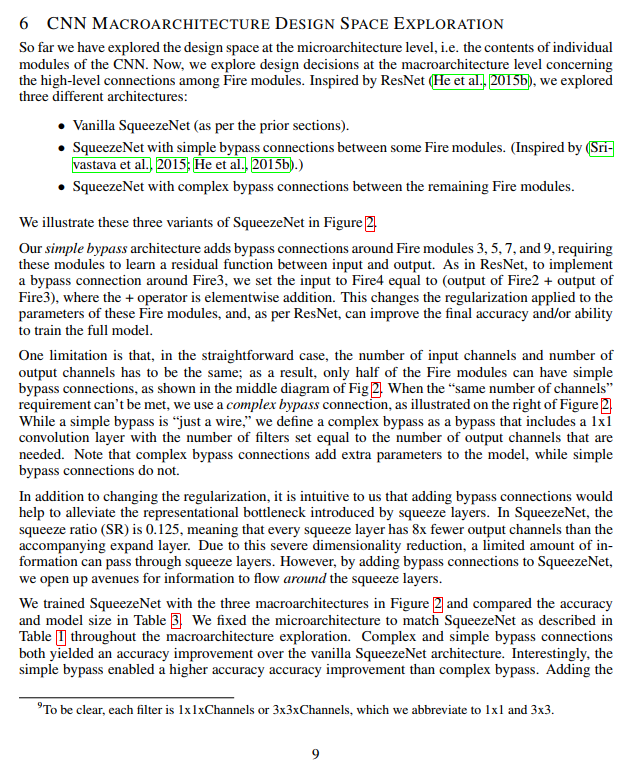 6 CNN MACROARCHITECTURE DESIGN SPACE EXPLORATION
So far we have explored the design space at the microarchitecture level, i.e. the contents of individual
modules of the CNN. Now, we explore design decisions at the macroarchitecture level concerning
the high-level connections among Fire modules. Inspired by ResNet (He et al., 2015b), we explored
three different architectures:
• Vanilla SqueezeNet (as per the prior sections).
• SqueezeNet with simple bypass connections between some Fire modules. (Inspired by (Sri-
vastava et al., 2015; He et al., 2015b).)
• SqueezeNet with complex bypass connections between the remaining Fire modules.
We illustrate these three variants of SqueezeNet in Figure 2.
Our simple bypass architecture adds bypass connections around Fire modules 3, 5, 7, and 9, requiring
these modules to learn a residual function between input and output. As in ResNet, to implement
a bypass connection around Fire3, we set the input to Fire4 equal to (output of Fire2 + output of
Fire3), where the + operator is elementwise addition. This changes the regularization applied to the
parameters of these Fire modules, and, as per ResNet, can improve the final accuracy and/or ability
to train the full model.
One limitation is that, in the straightforward case, the number of input channels and number of
output channels has to be the same; as a result, only half of the Fire modules can have simple
bypass connections, as shown in the middle diagram of Fig 2. When the “same number of channels”
requirement can’t be met, we use a complex bypass connection, as illustrated on the right of Figure 2.
While a simple bypass is “just a wire,” we define a complex bypass as a bypass that includes a 1x1
convolution layer with the number of filters set equal to the number of output channels that are
needed. Note that complex bypass connections add extra parameters to the model, while simple
bypass connections do not.
In addition to changing the regularization, it is intuitive to us that adding bypass connections would
help to alleviate the representational bottleneck introduced by squeeze layers. In SqueezeNet, the
squeeze ratio (SR) is 0.125, meaning that every squeeze layer has 8x fewer output channels than the
accompanying expand layer. Due to this severe dimensionality reduction, a limited amount of in-
formation can pass through squeeze layers. However, by adding bypass connections to SqueezeNet,
we open up avenues for information to flow around the squeeze layers.
We trained SqueezeNet with the three macroarchitectures in Figure 2 and compared the accuracy
and model size in Table 3. We fixed the microarchitecture to match SqueezeNet as described in
Table 1 throughout the macroarchitecture exploration. Complex and simple bypass connections
both yielded an accuracy improvement over the vanilla SqueezeNet architecture. Interestingly, the
simple bypass enabled a higher accuracy accuracy improvement than complex bypass. Adding the
9To be clear, each filter is 1x1xChannels or 3x3xChannels, which we abbreviate to 1x1 and 3x3.
9